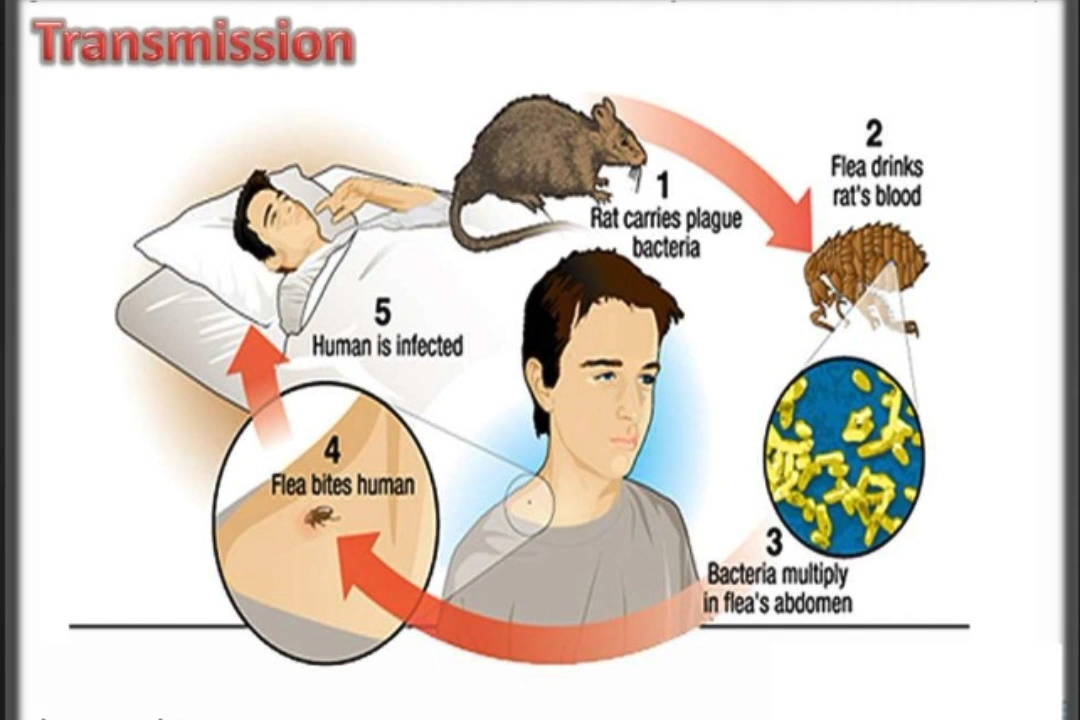 Transmission
1
Rat carries plague
bacteria
2
Flea drinks
rat's blood
3
Bacteria multiply
in flea's abdomen
4
Flea bites human
5
Human is infected